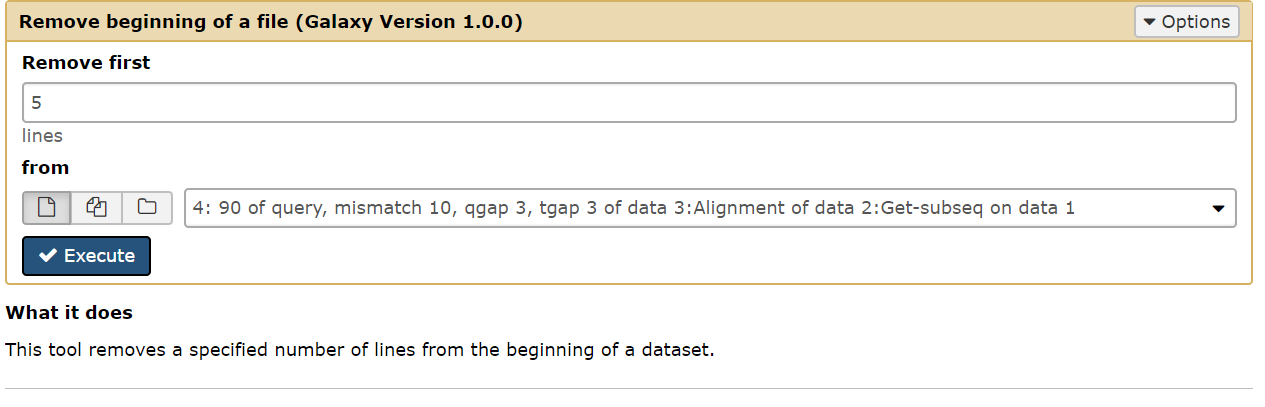 Remove beginning of a file (Galaxy Version 1.0.0)
Options
Remove first
5
lines
from
4: 90 of query, mismatch 10, qgap 3, tgap 3 of data 3:Alignment of data 2:Get-subseq on data 1
Execute
What it does
This tool removes a specified number of lines from the beginning of a dataset.